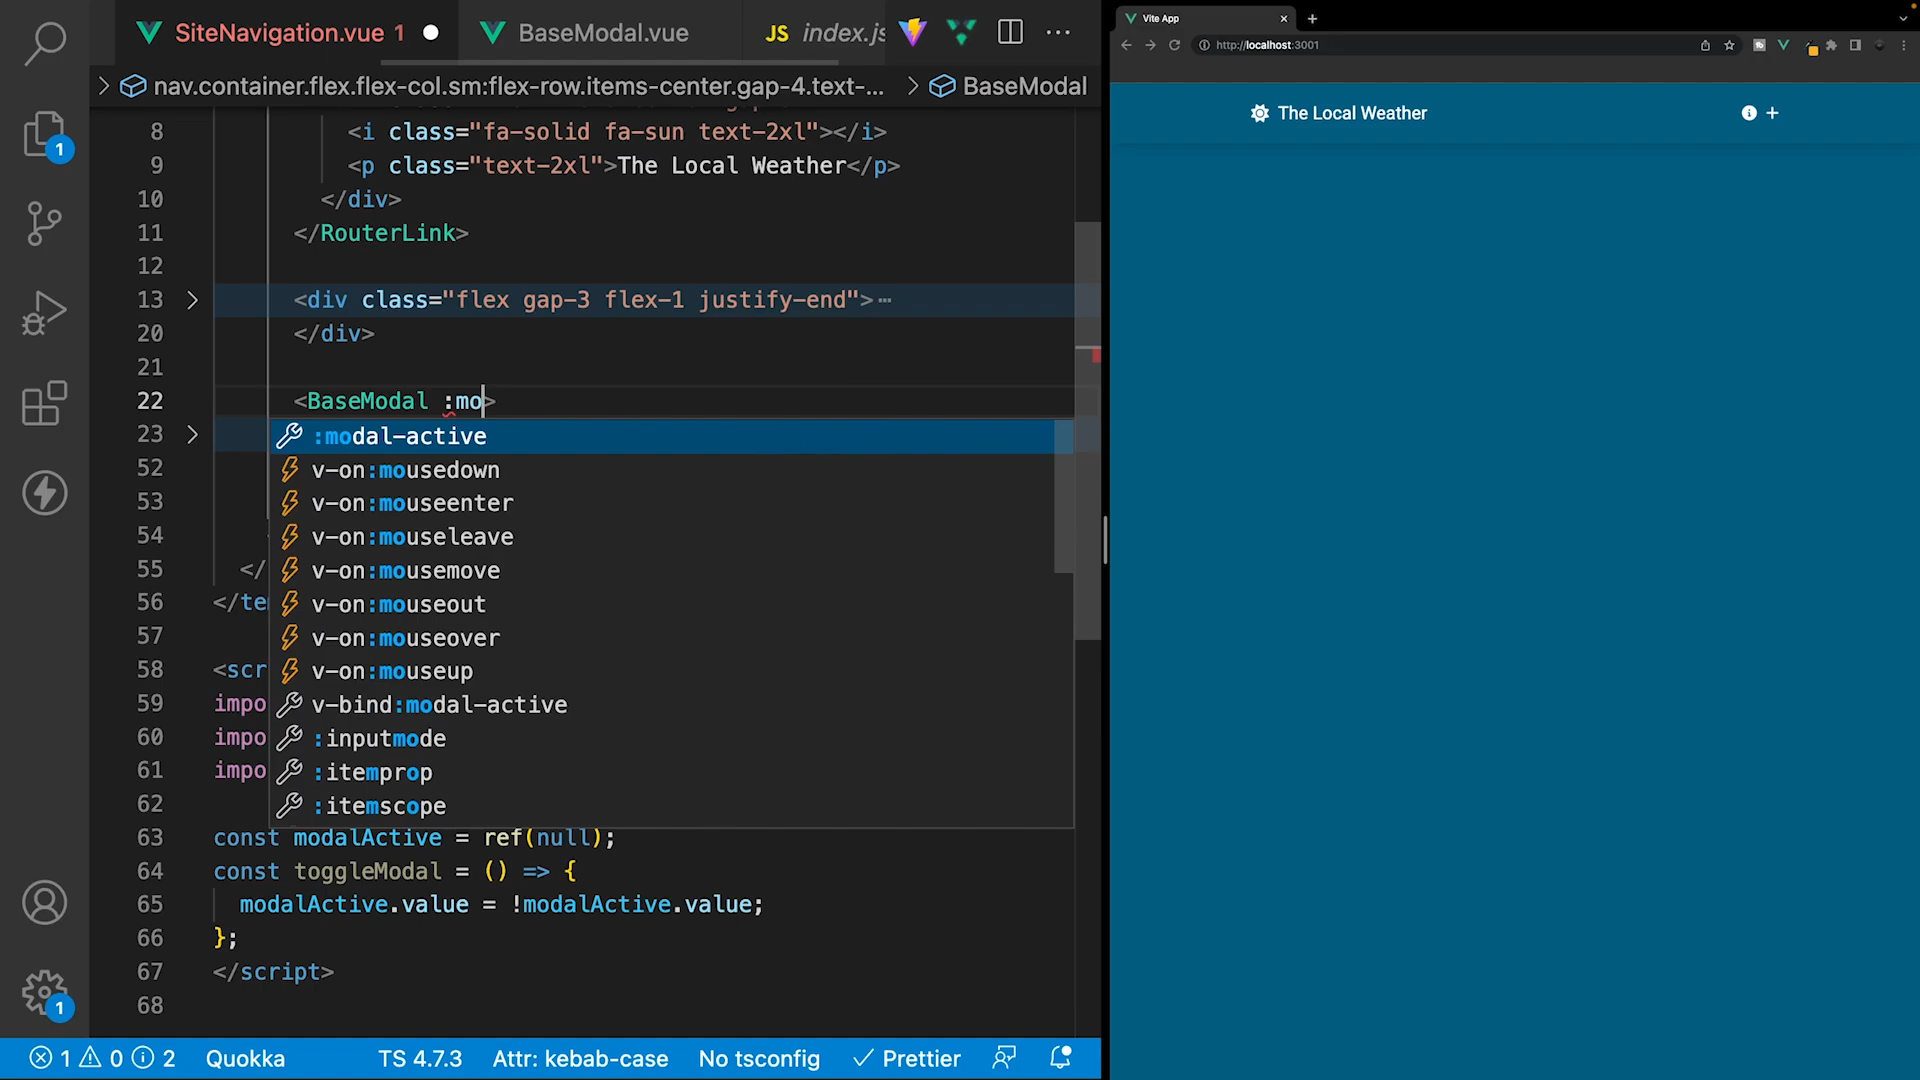 SiteNavigation.vue 1
BaseModal.vue
JS index.js
nav.container.flex.flex-col.sm:flex-row.items-center.gap-4.text-... > BaseModal
8 <i class="fa-solid fa-sun text-2xl"></i>
9 <p class="text-2xl">The Local Weather</p>
10 </div>
11 </RouterLink>
12
13 <div class="flex gap-3 flex-1 justify-end">⋯
20 </div>
21
22 <BaseModal :mo>
23
:modal-active
v-on:mousedown
52
v-on:mouseenter
53
v-on:mouseleave
54
v-on:mousemove
55 </
v-on:mouseout
56 </te
v-on:mouseover
57
v-on:mouseup
58 <scr
v-bind:modal-active
59 impo
:inputmode
60 impo
:itemprop
61 impo
:itemscope
62
63 const modalActive = ref(null);
64 const toggleModal = () => {
65 modalActive.value = !modalActive.value;
66 };
67 </script>
68
1
1
1 0 2 Quokka TS 4.7.3 Attr: kebab-case No tsconfig Prettier
Vite App
http://localhost:3001
The Local Weather